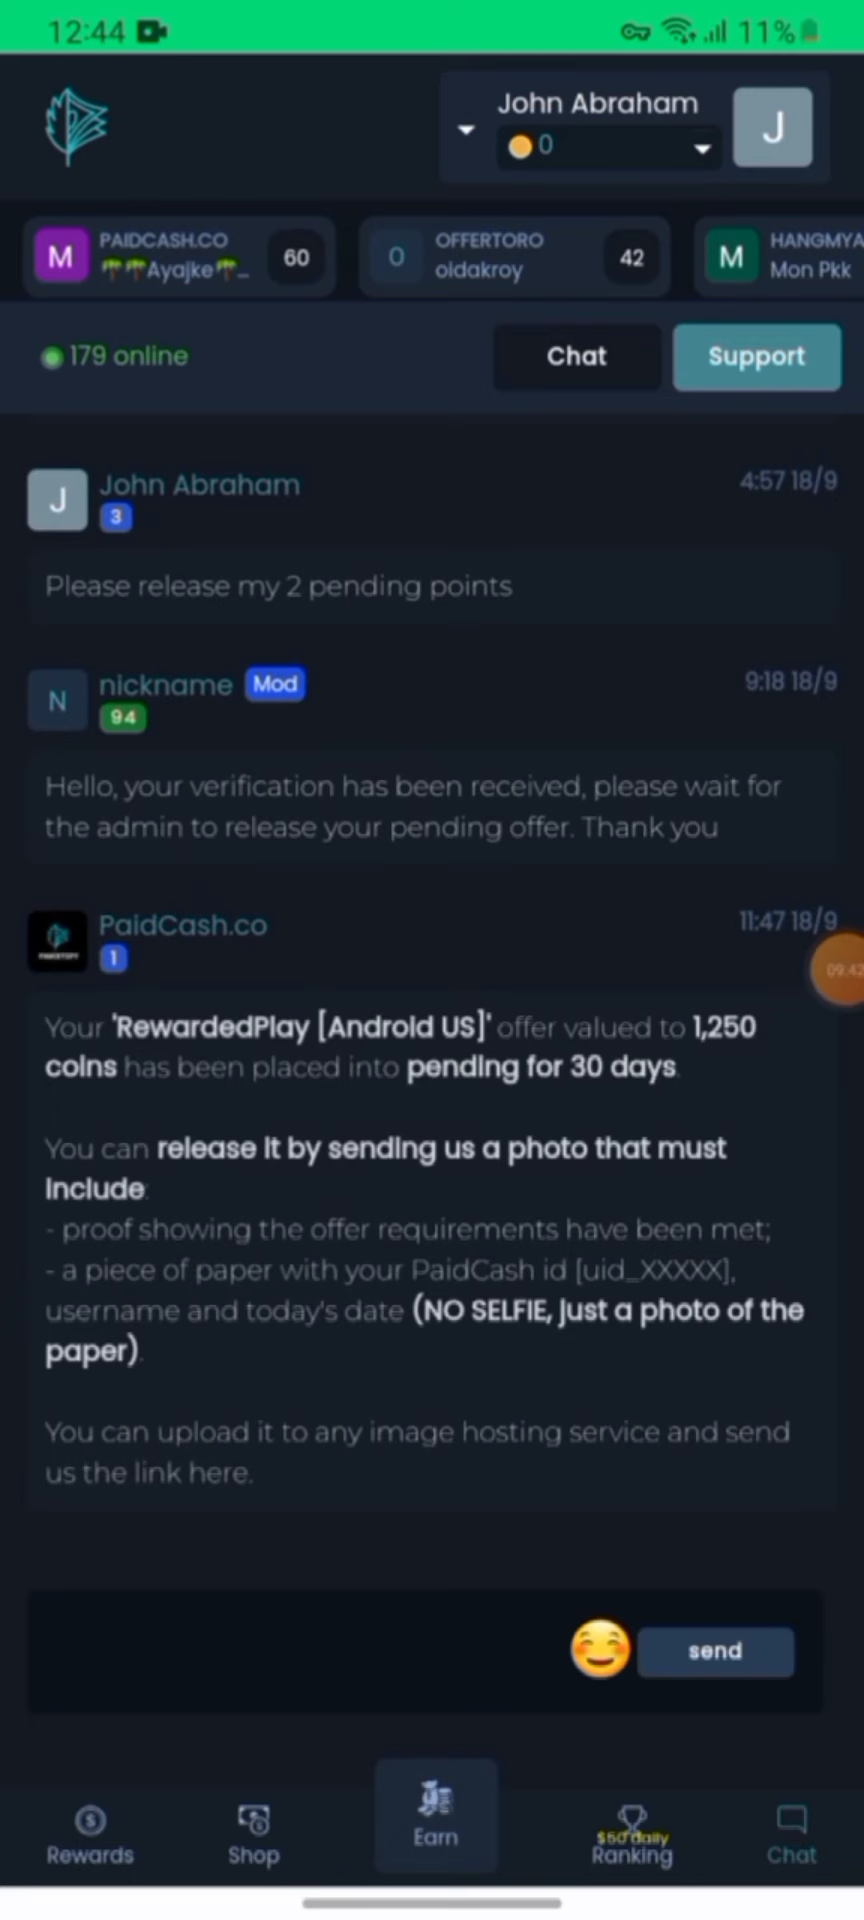 12:44
11%
John Abraham
J
0
M PAIDCASH.CO 60
🌴🌴Ayajke🌴...
O OFFERTORO 42
oldakroy
M HANGMYA
Mon Pkk
179 online
Chat
Support
J John Abraham 4:57 18/9
3
Please release my 2 pending points
N nickname Mod 9:18 18/9
94
Hello, your verification has been received, please wait for
the admin to release your pending offer. Thank you
PaidCash.co 11:47 18/9
1
09:42
Your 'RewardedPlay [Android US]' offer valued to 1,250
coins has been placed into pending for 30 days.
You can release it by sending us a photo that must
include:
- proof showing the offer requirements have been met;
- a piece of paper with your PaidCash id [uid_XXXXX],
username and today's date (NO SELFIE, just a photo of the
paper).
You can upload it to any image hosting service and send
us the link here.
send
Rewards
Shop
Earn
$50 daily
Ranking
Chat